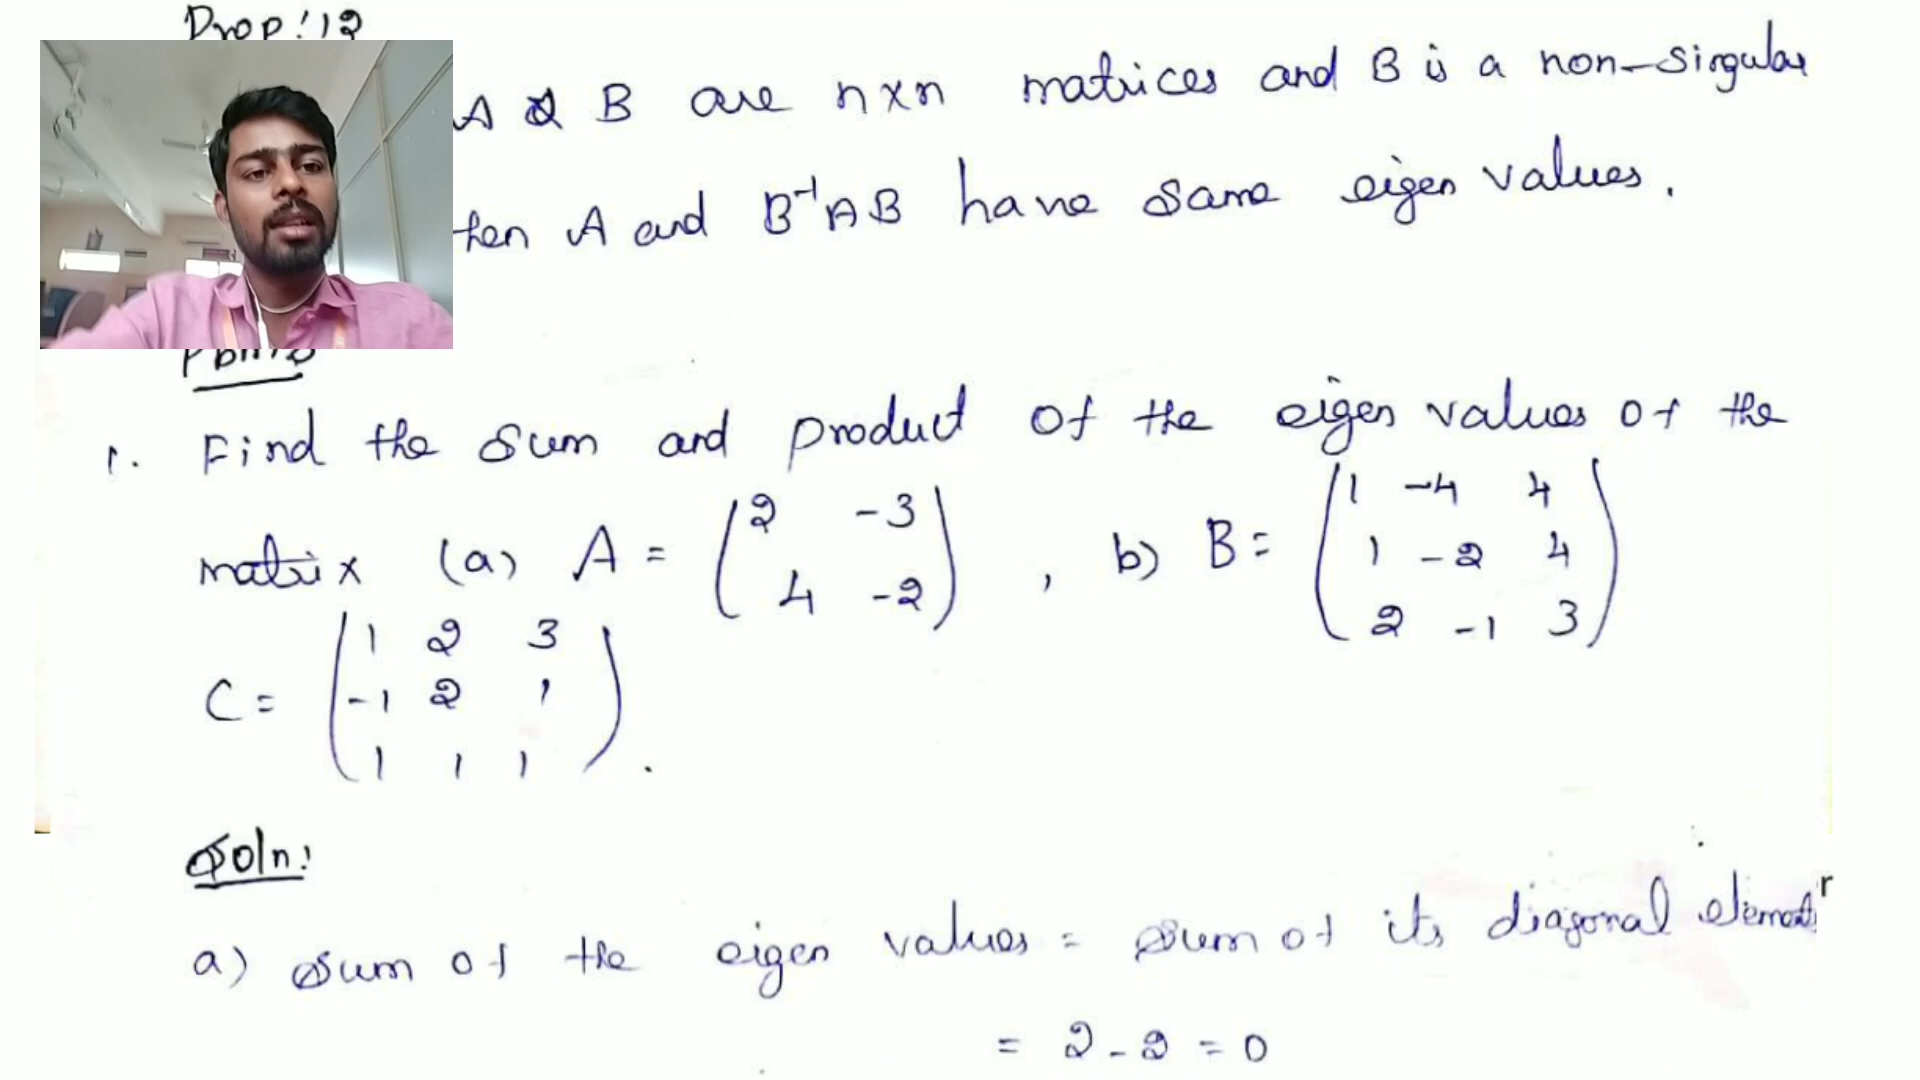 Prop: 12
A & B are n×n matrices and B is a non-singular
hen A and B⁻¹AB have same eigen values.
Pbms
1. Find the sum and product of the eigen values of the
matrix (a) A = (2 -3
4 -2), b) B = (1 -4 4
1 -2 4
2 -1 3)
C = (1 2 3
-1 2 1
1 1 1).
Soln:
a) Sum of the eigen values = sum of its diagonal elements
= 2 - 2 = 0